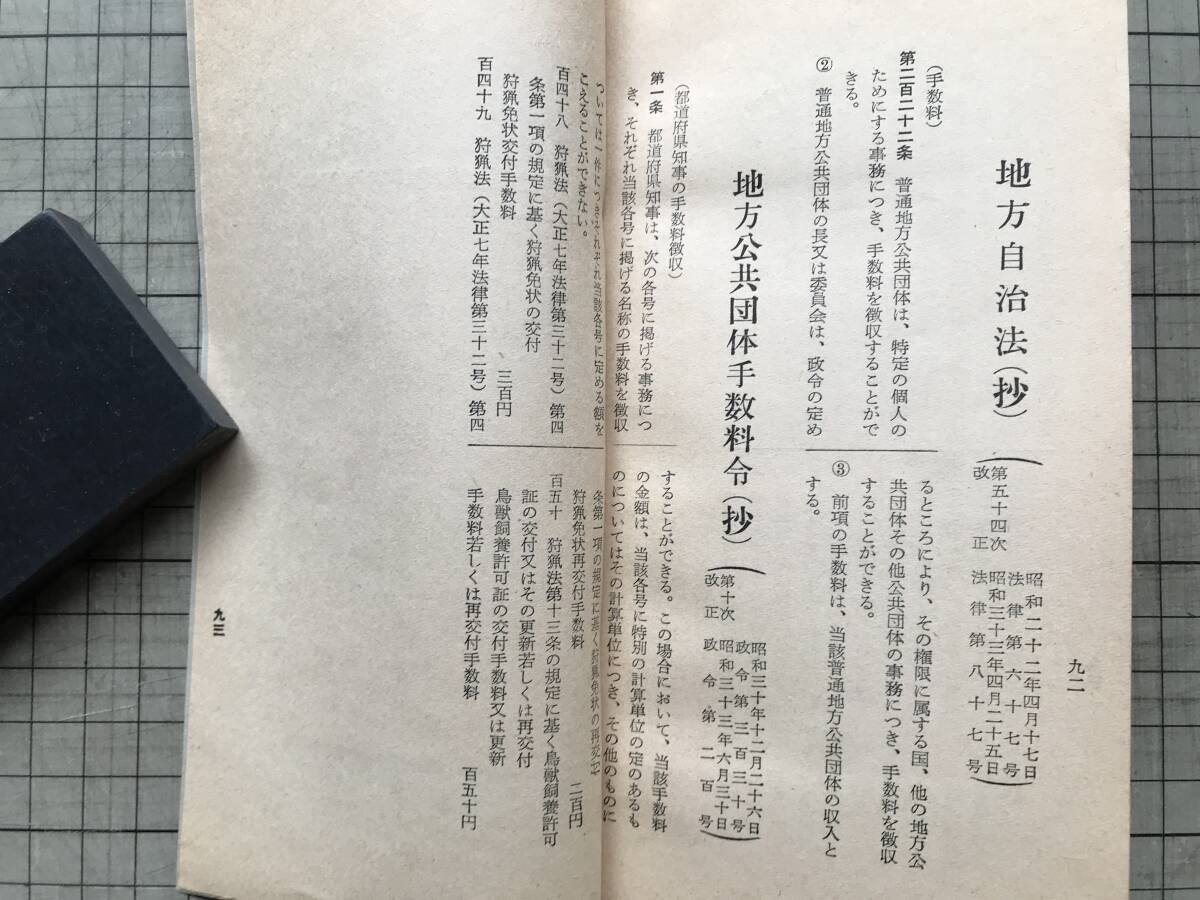 九二
地方自治法(抄)
昭和二十二年四月十七日
法律第六十七号
第五十四次改正
昭和三十三年四月二十五日
法律第八十七号
(手数料)
第二百二十二条 普通地方公共団体は、特定の個人の
ためにする事務につき、手数料を徴収することがで
きる。
② 普通地方公共団体の長又は委員会は、政令の定め
るところにより、その権限に属する国、他の地方公
共団体その他公共団体の事務につき、手数料を徴収
することができる。
③ 前項の手数料は、当該普通地方公共団体の収入と
する。
地方公共団体手数料令(抄)
昭和三十年十二月二十六日
政令第三百三十号
第十次改正
昭和三十三年六月三十日
政令第二百号
(都道府県知事の手数料徴収)
第一条 都道府県知事は、次の各号に掲げる事務につ
き、それぞれ当該各号に掲げる名称の手数料を徴収
することができる。この場合において、当該手数料
の金額は、当該各号に特別の計算単位の定のあるも
のについてはその計算単位につき、その他のものに
ついては一件につきそれぞれ当該各号に定める額を
こえることができない。
百四十八 狩猟法(大正七年法律第三十二号)第四
条第一項の規定に基く狩猟免状の交付
狩猟免状交付手数料 三百円
百四十九 狩猟法(大正七年法律第三十二号)第四
条第一項の規定に基く狩猟免状の再交付
狩猟免状再交付手数料 二百円
百五十 狩猟法第十三条の規定に基く鳥獣飼養許可
証の交付又はその更新若しくは再交付
鳥獣飼養許可証の交付手数料又は更新
手数料若しくは再交付手数料 百五十円
九三